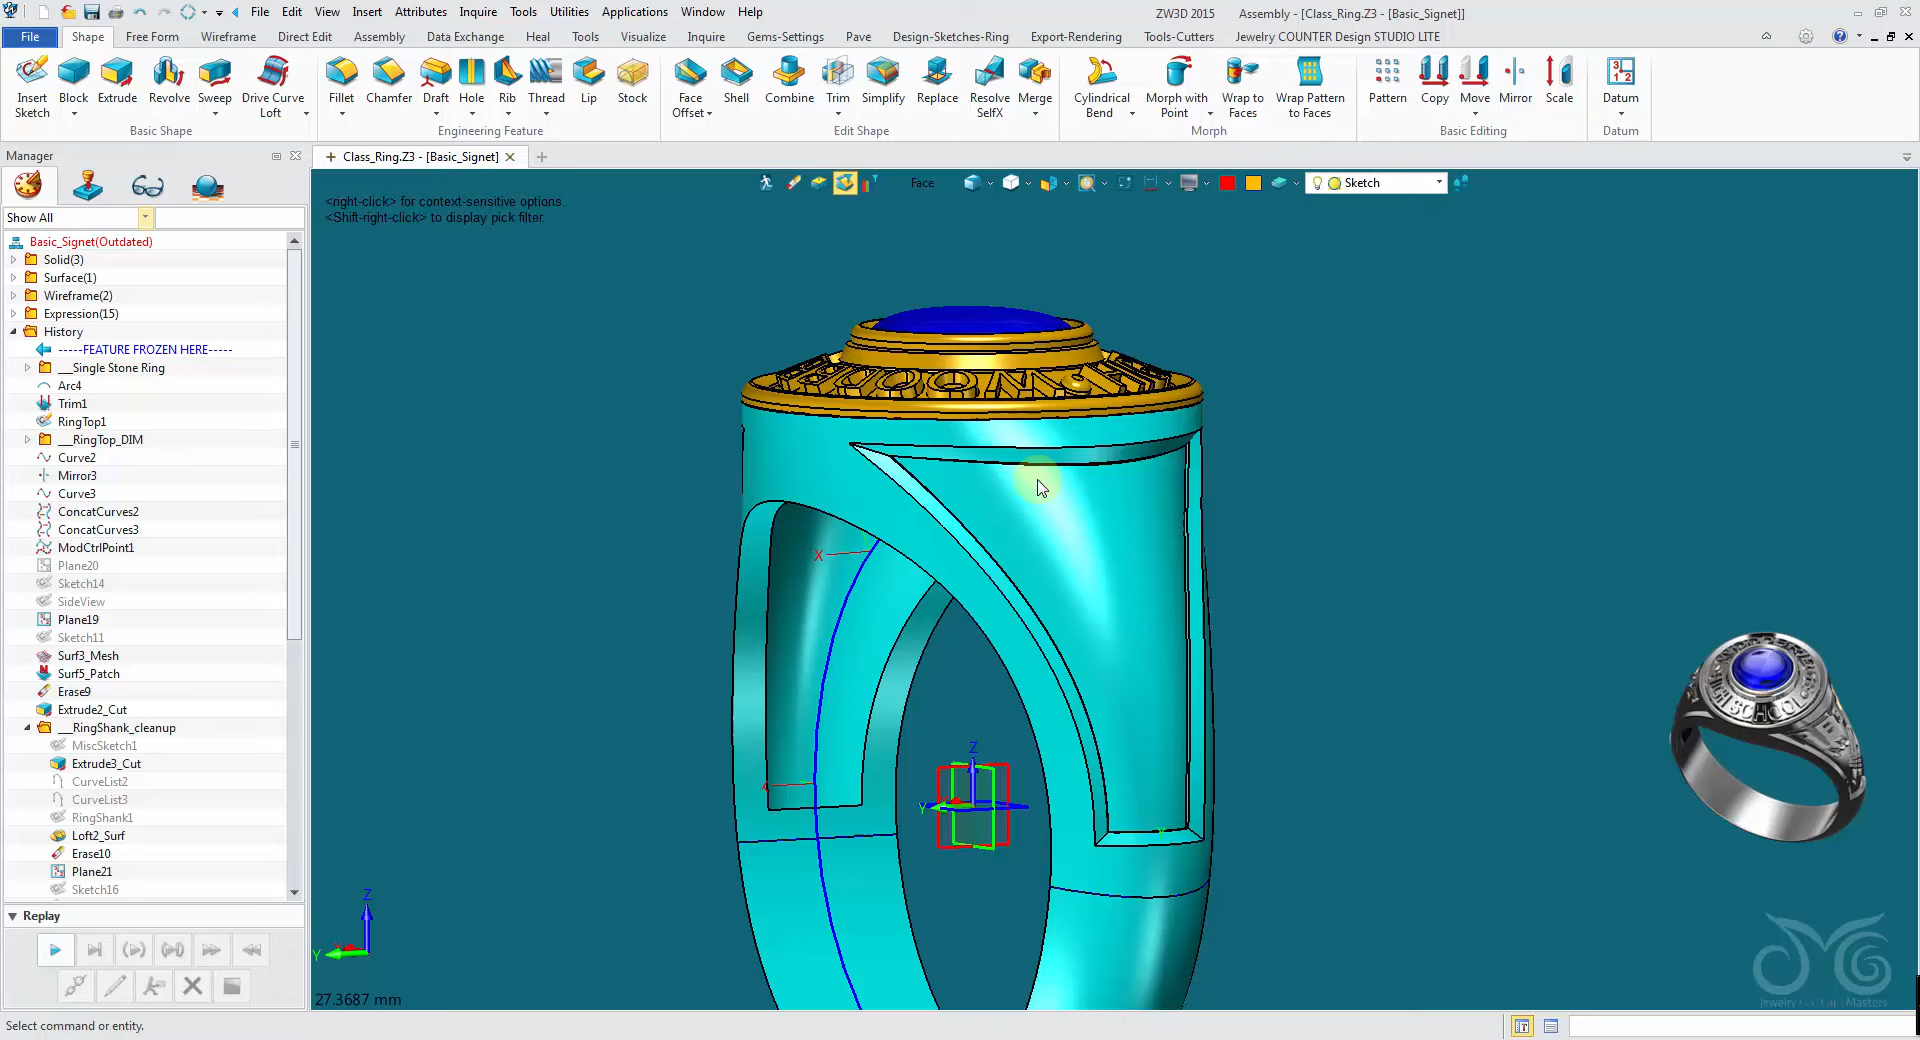 File Edit View Insert Attributes Inquire Tools Utilities Applications Window Help
ZW3D 2015 Assembly - [Class_Ring.Z3 - [Basic_Signet]]
File Shape Free Form Wireframe Direct Edit Assembly Data Exchange Heal Tools Visualize Inquire Gems-Settings Pave Design-Sketches-Ring Export-Rendering Tools-Cutters Jewelry COUNTER Design STUDIO LITE
Insert Sketch Block Extrude Revolve Sweep Drive Curve Loft Fillet Chamfer Draft Hole Rib Thread Lip Stock Face Offset Shell Combine Trim Simplify Replace Resolve SelfX Merge Cylindrical Bend Morph with Point Wrap to Faces Wrap Pattern to Faces Pattern Copy Move Mirror Scale Datum
Basic Shape Engineering Feature Edit Shape Morph Basic Editing Datum
Manager
Class_Ring.Z3 - [Basic_Signet]
Show All
Face
Sketch
<right-click> for context-sensitive options.
<Shift-right-click> to display pick filter.
Basic_Signet(Outdated)
Solid(3)
Surface(1)
Wireframe(2)
Expression(15)
History
-----FEATURE FROZEN HERE-----
___Single Stone Ring
Arc4
Trim1
RingTop1
___RingTop_DIM
Curve2
Mirror3
Curve3
ConcatCurves2
ConcatCurves3
ModCtrlPoint1
Plane20
Sketch14
SideView
Plane19
Sketch11
Surf3_Mesh
Surf5_Patch
Erase9
Extrude2_Cut
___RingShank_cleanup
MiscSketch1
Extrude3_Cut
CurveList2
CurveList3
RingShank1
Loft2_Surf
Erase10
Plane21
Sketch16
Replay
X
Z
Y
Z
Y
27.3687 mm
Select command or entity.